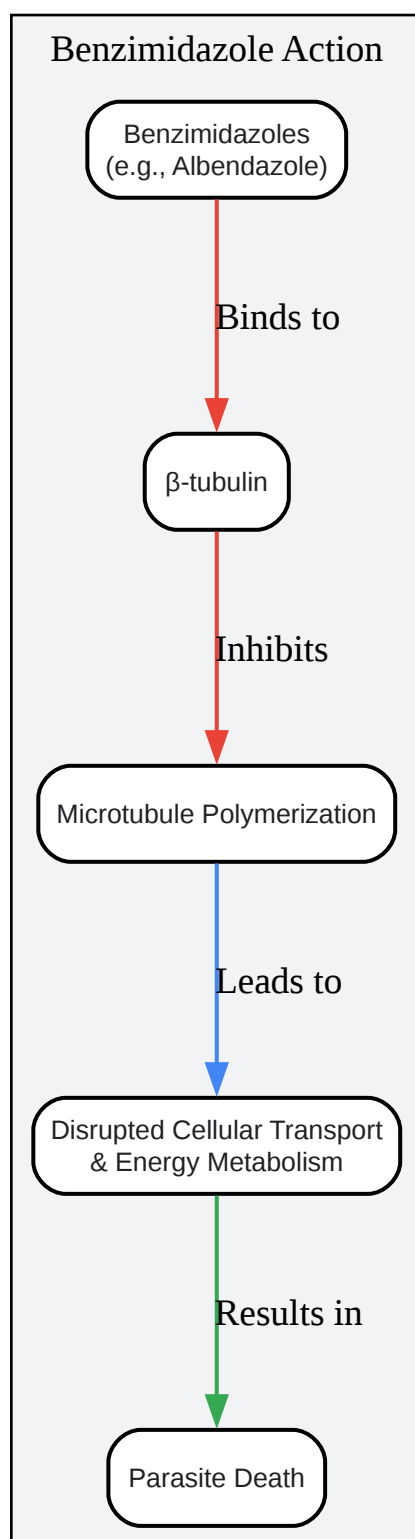 Benzimidazole Action
Benzimidazoles
(e.g., Albendazole)
Binds to
β-tubulin
Inhibits
Microtubule Polymerization
Leads to
Disrupted Cellular Transport
& Energy Metabolism
Results in
Parasite Death